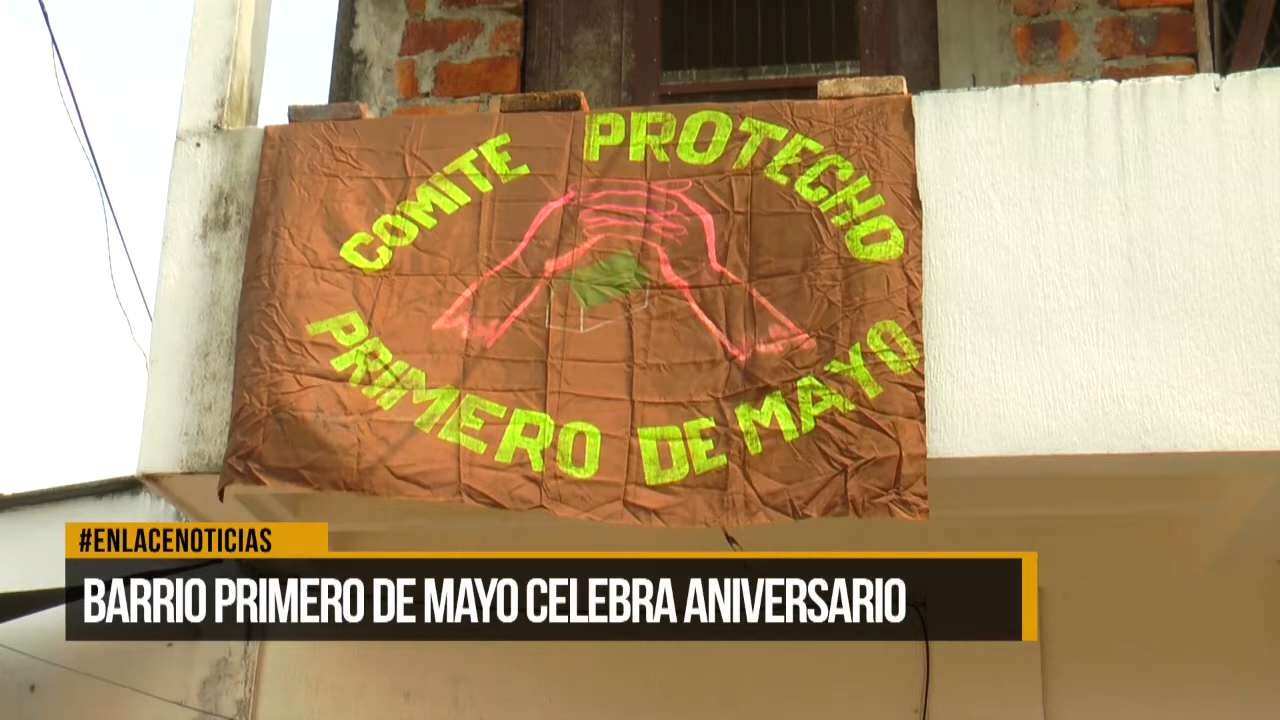 COMITE PROTECHO
PRIMERO DE MAYO
#ENLACENOTICIAS
BARRIO PRIMERO DE MAYO CELEBRA ANIVERSARIO